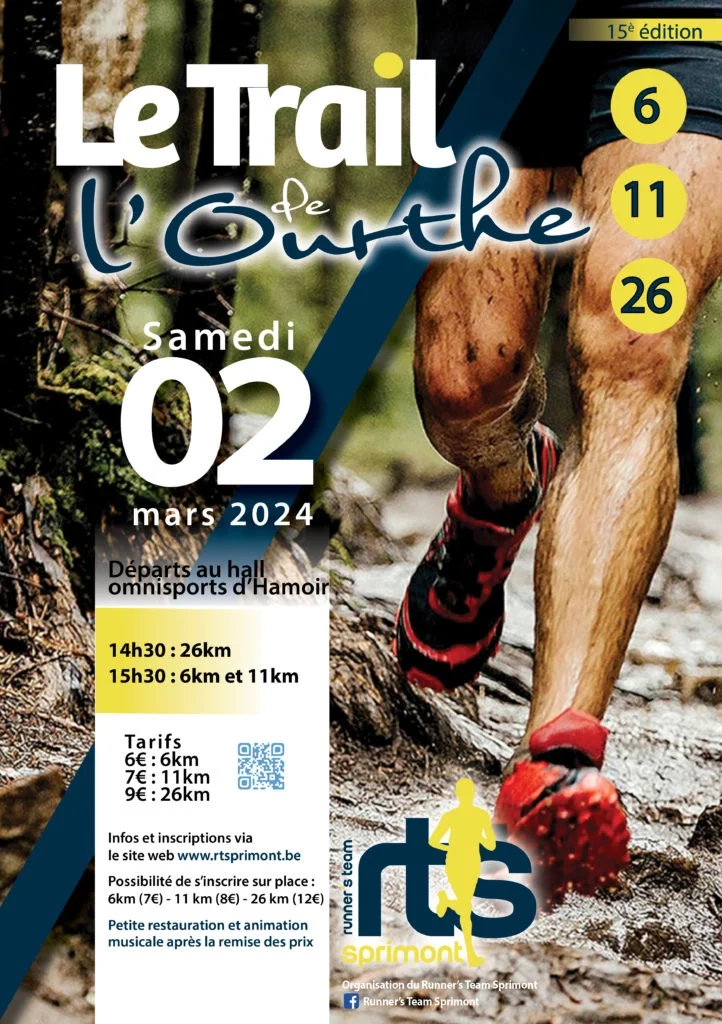 15è édition
Le Trail
de
l'Ourthe
6
11
26
Samedi
02
mars 2024
Départs au hall
omnisports d'Hamoir
14h30 : 26km
15h30 : 6km et 11km
Tarifs
6€ : 6km
7€ : 11km
9€ : 26km
Infos et inscriptions via
le site web www.rtsprimont.be
Possibilité de s'inscrire sur place :
6km (7€) - 11 km (8€) - 26 km (12€)
Petite restauration et animation
musicale après la remise des prix
runner's team
rts
sprimont
Organisation du Runner's Team Sprimont
Runner's Team Sprimont